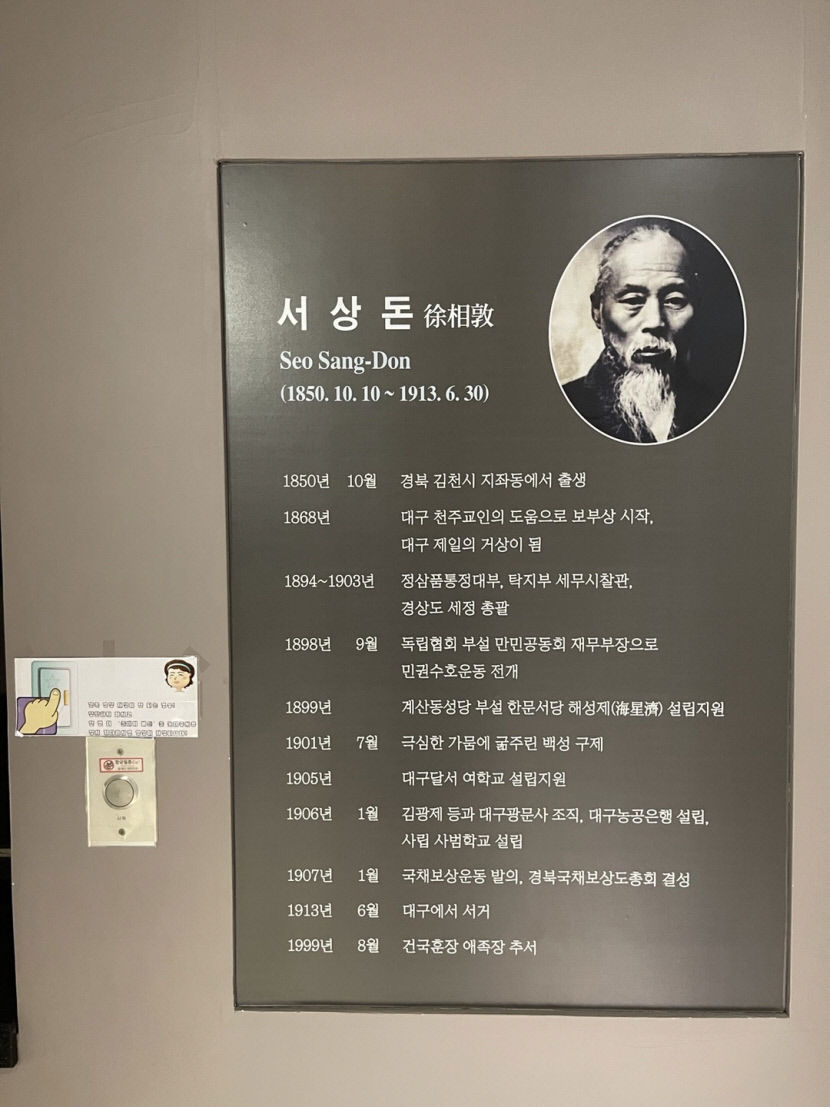 서 상 돈 徐相敦
Seo Sang-Don
(1850. 10. 10 ~ 1913. 6. 30)
1850년 10월 경북 김천시 지좌동에서 출생
1868년 대구 천주교인의 도움으로 보부상 시작,
대구 제일의 거상이 됨
1894~1903년 정삼품통정대부, 탁지부 세무시찰관,
경상도 세정 총괄
1898년 9월 독립협회 부설 만민공동회 재무부장으로
민권수호운동 전개
1899년 계산동성당 부설 한문서당 해성제(海星濟) 설립지원
1901년 7월 극심한 가뭄에 굶주린 백성 구제
1905년 대구달서 여학교 설립지원
1906년 1월 김광제 등과 대구광문사 조직, 대구농공은행 설립,
사립 사범학교 설립
1907년 1월 국채보상운동 발의, 경북국채보상도총회 결성
1913년 6월 대구에서 서거
1999년 8월 건국훈장 애족장 추서